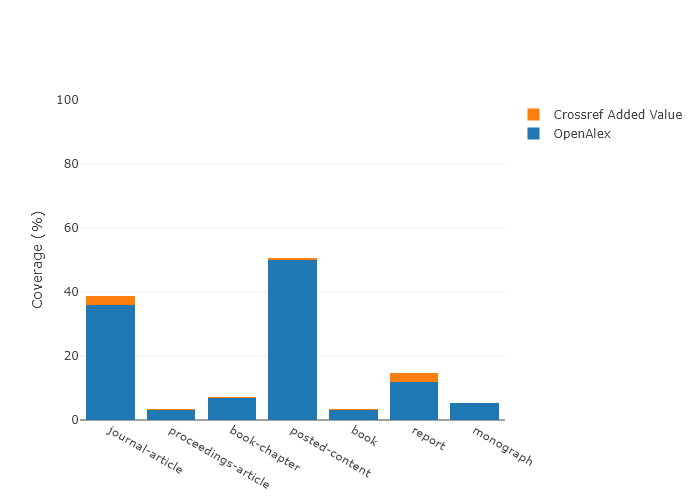 100
80
60
40
20
0
Coverage (%)
journal-article
proceedings-article
book-chapter
posted-content
book
report
monograph
Crossref Added Value
OpenAlex